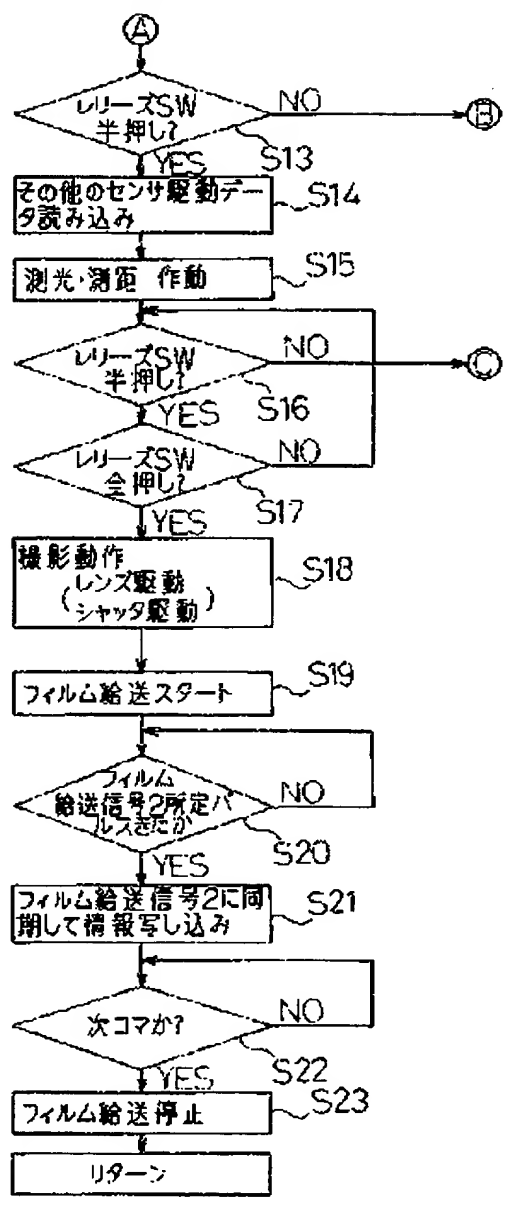 A
レリーズSW
半押し?
NO
B
S13
YES
その他のセンサ駆動デー
タ読み込み
S14
測光・測距 作動
S15
レリーズSW
半押し?
NO
C
S16
YES
レリーズSW
全押し?
NO
S17
YES
撮影動作
(レンズ駆動
シャッタ駆動)
S18
フィルム給送スタート
S19
フィルム
給送信号2所定パ
ルスきたか
NO
S20
YES
フィルム給送信号2に同
期して情報写し込み
S21
次コマか?
NO
S22
YES
フィルム給送停止
S23
リターン